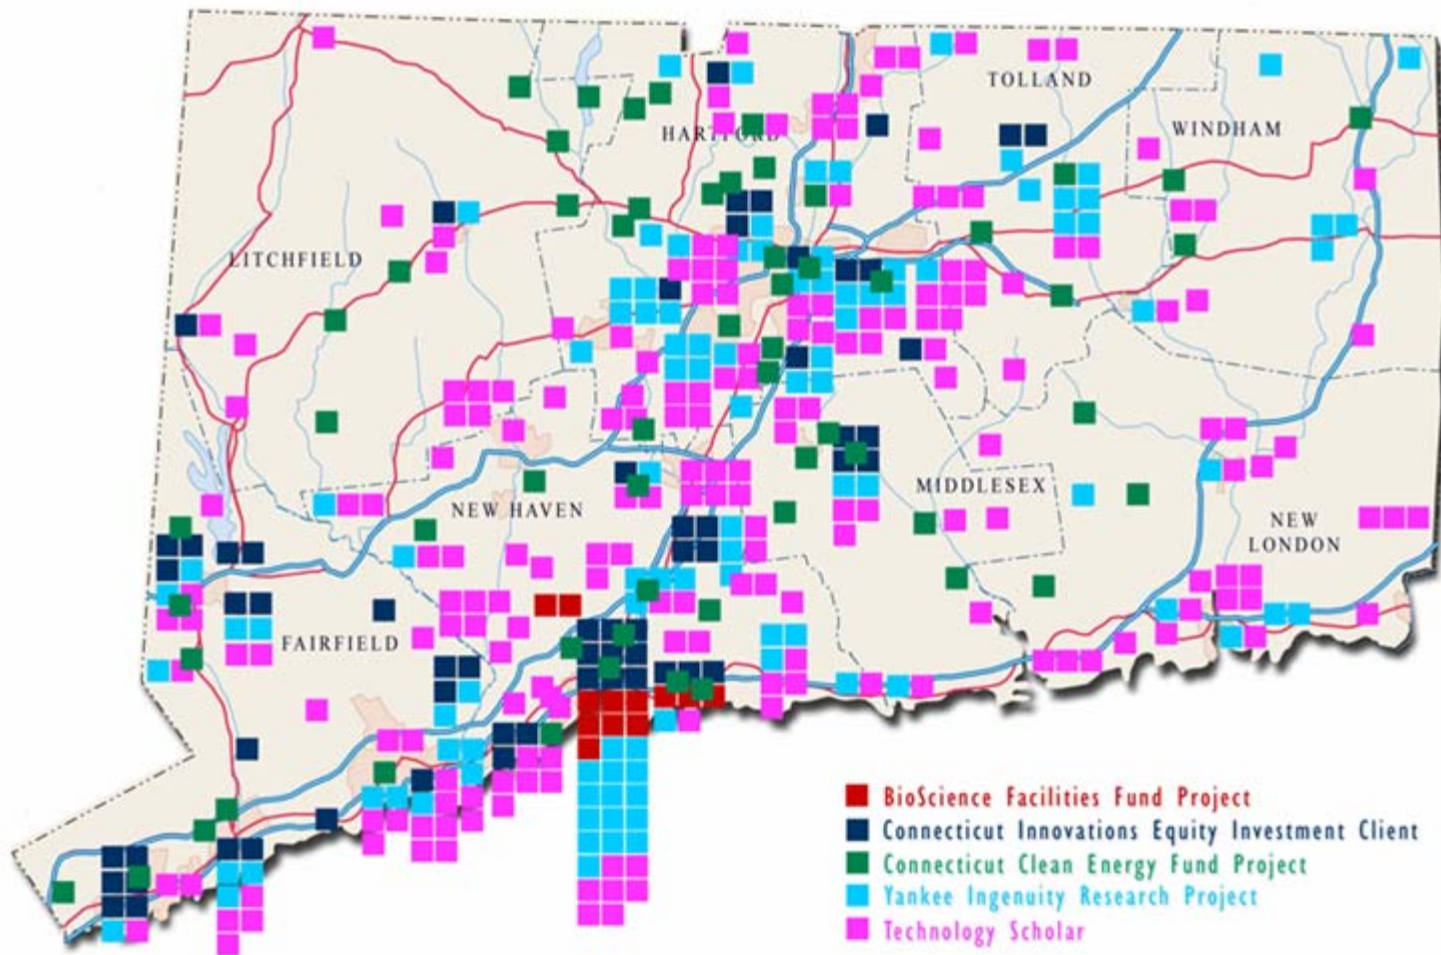 HARTFORD
TOLLAND
WINDHAM
LITCHFIELD
NEW HAVEN
MIDDLESEX
NEW
LONDON
FAIRFIELD
BioScience Facilities Fund Project
Connecticut Innovations Equity Investment Client
Connecticut Clean Energy Fund Project
Yankee Ingenuity Research Project
Technology Scholar